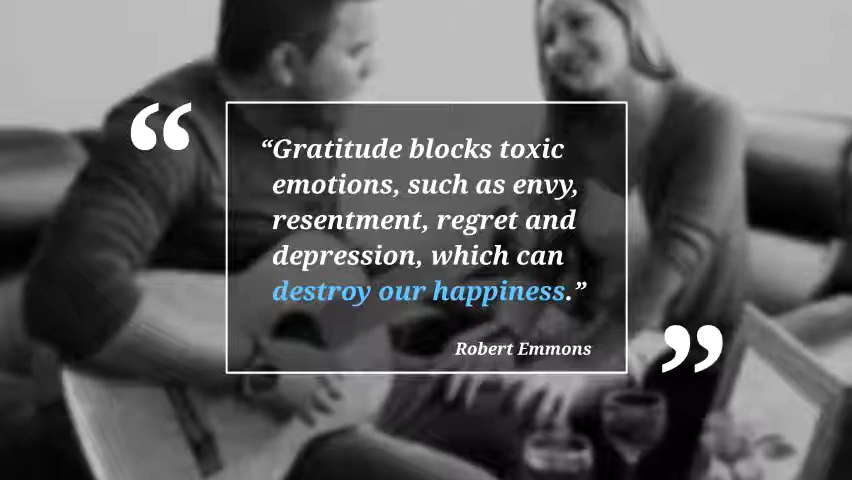 “Gratitude blocks toxic
emotions, such as envy,
resentment, regret and
depression, which can
destroy our happiness.”
Robert Emmons